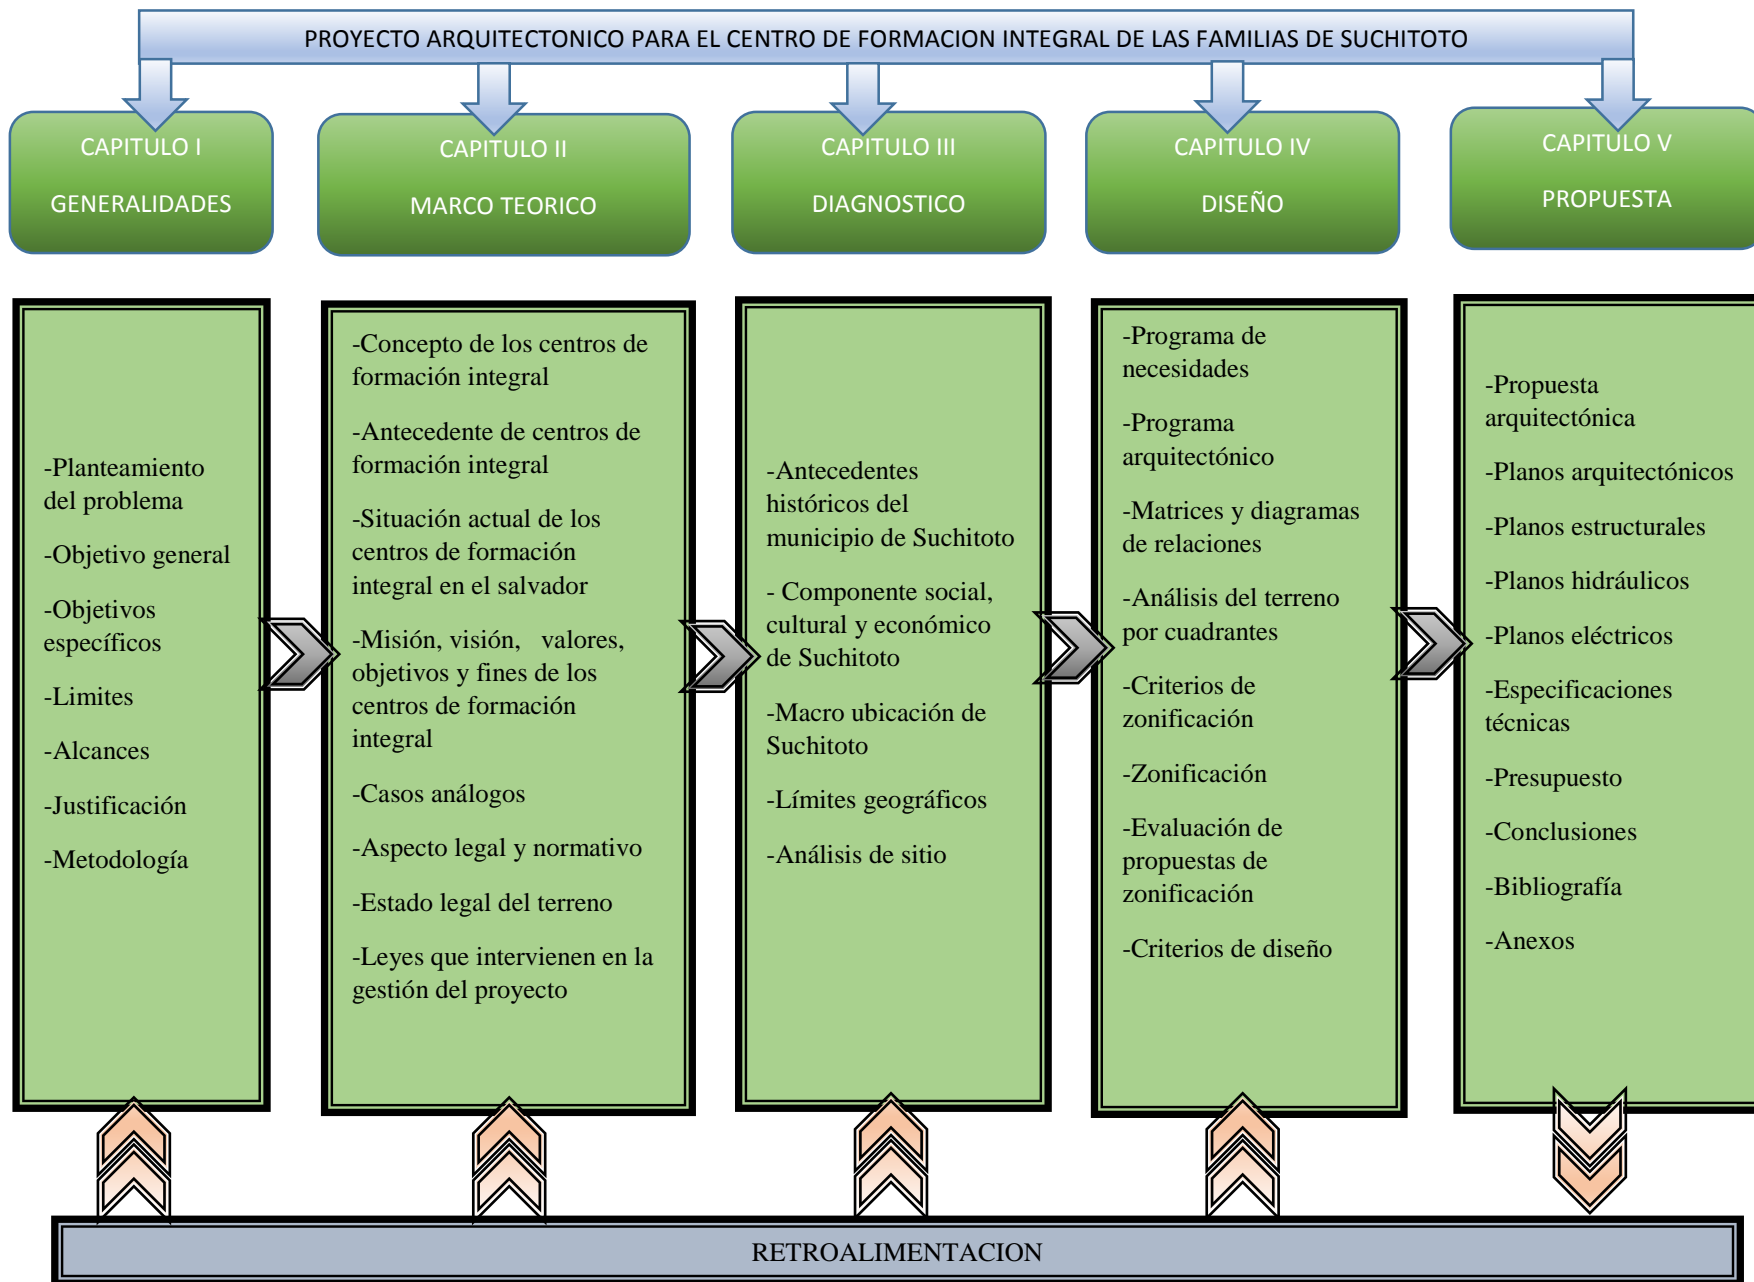 PROYECTO ARQUITECTONICO PARA EL CENTRO DE FORMACION INTEGRAL DE LAS FAMILIAS DE SUCHITOTO
CAPITULO I
GENERALIDADES
CAPITULO II
MARCO TEORICO
CAPITULO III
DIAGNOSTICO
CAPITULO IV
DISEÑO
CAPITULO V
PROPUESTA
-Planteamiento
del problema
-Objetivo general
-Objetivos
específicos
-Limites
-Alcances
-Justificación
-Metodología
-Concepto de los centros de
formación integral
-Antecedente de centros de
formación integral
-Situación actual de los
centros de formación
integral en el salvador
-Misión, visión, valores,
objetivos y fines de los
centros de formación
integral
-Casos análogos
-Aspecto legal y normativo
-Estado legal del terreno
-Leyes que intervienen en la
gestión del proyecto
-Antecedentes
históricos del
municipio de Suchitoto
- Componente social,
cultural y económico
de Suchitoto
-Macro ubicación de
Suchitoto
-Límites geográficos
-Análisis de sitio
-Programa de
necesidades
-Programa
arquitectónico
-Matrices y diagramas
de relaciones
-Análisis del terreno
por cuadrantes
-Criterios de
zonificación
-Zonificación
-Evaluación de
propuestas de
zonificación
-Criterios de diseño
-Propuesta
arquitectónica
-Planos arquitectónicos
-Planos estructurales
-Planos hidráulicos
-Planos eléctricos
-Especificaciones
técnicas
-Presupuesto
-Conclusiones
-Bibliografía
-Anexos
RETROALIMENTACION